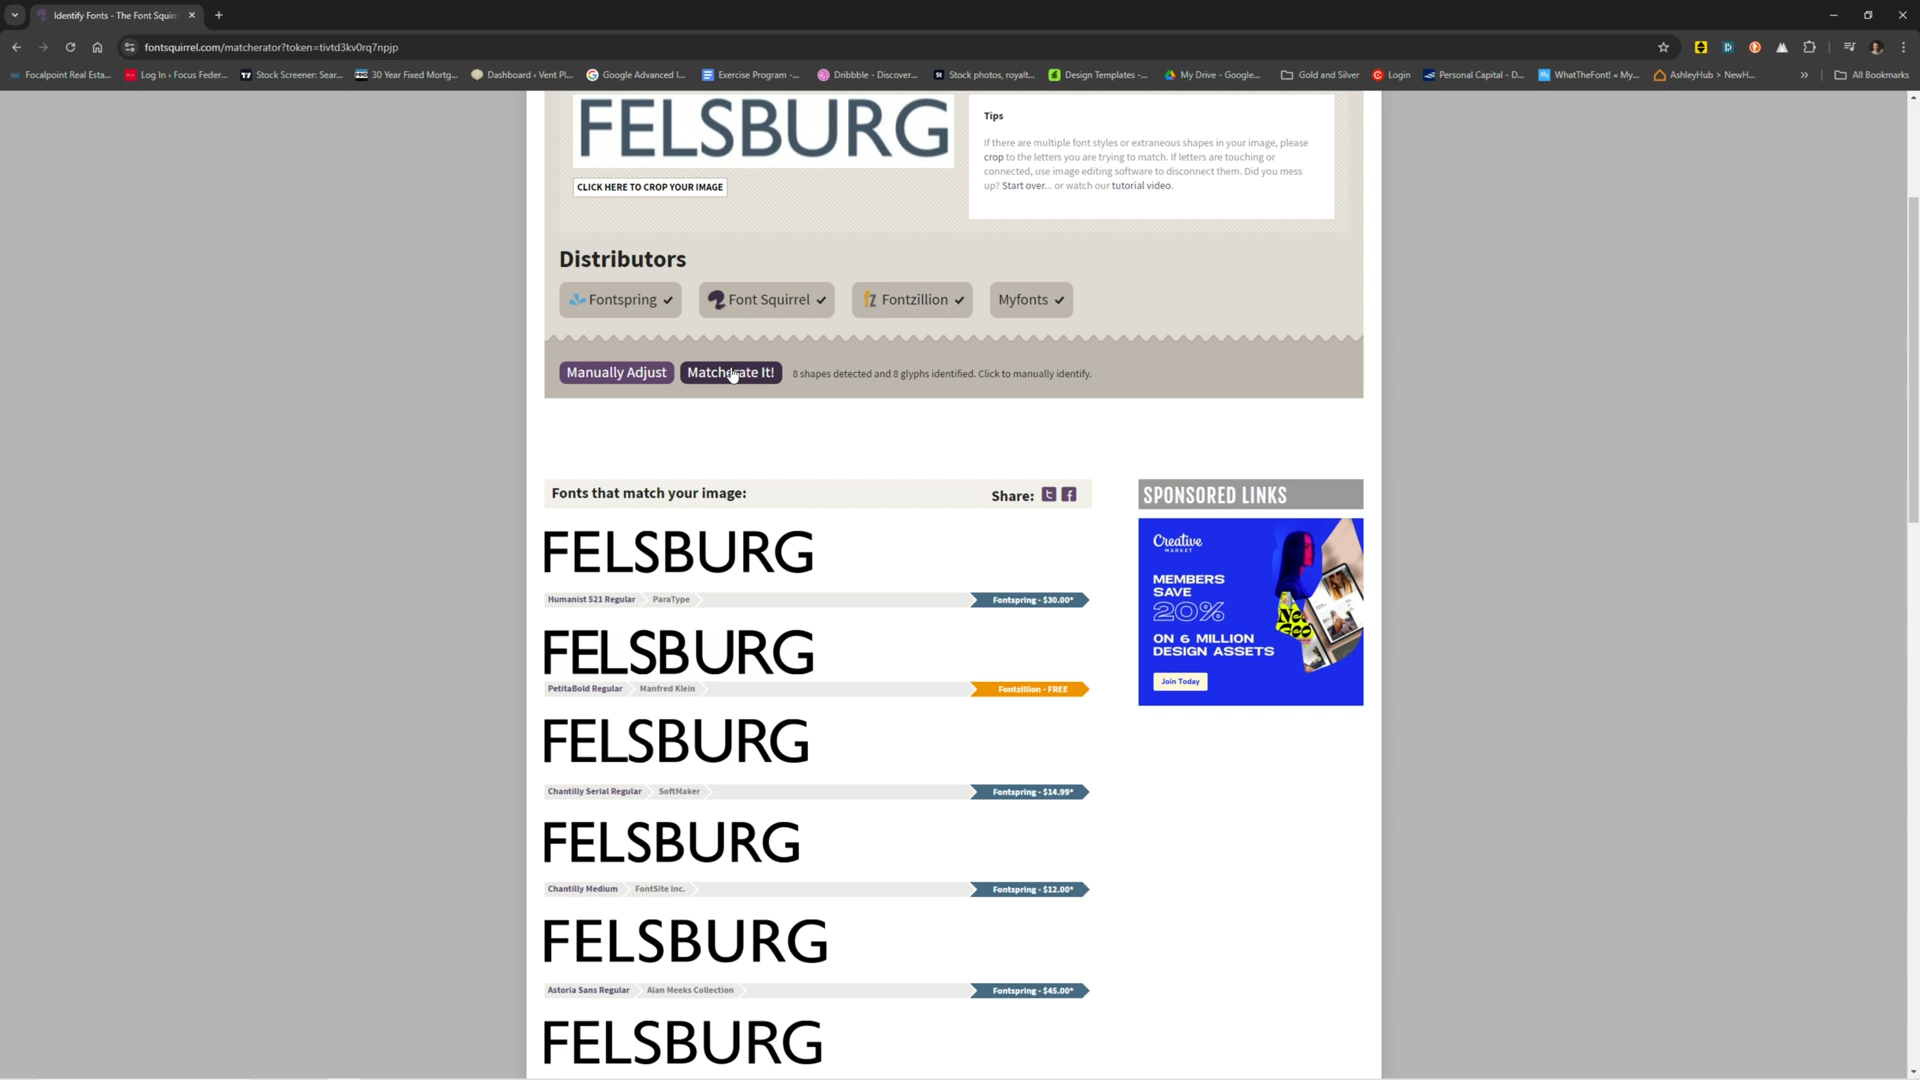 Identify Fonts - The Font Squirr
fontsquirrel.com/matcherator?token=tivtd3kv0rq7npjp
Focalpoint Real Esta...
Log In ‹ Focus Feder...
Stock Screener: Sear...
30 Year Fixed Mortg...
Dashboard ‹ Vent Pl...
Google Advanced I...
Exercise Program -...
Dribbble - Discover...
Stock photos, royalt...
Design Templates -...
My Drive - Google...
Gold and Silver
Login
Personal Capital - D...
WhatTheFont! « My...
AshleyHub > NewH...
All Bookmarks
FELSBURG
CLICK HERE TO CROP YOUR IMAGE
Tips
If there are multiple font styles or extraneous shapes in your image, please
crop to the letters you are trying to match. If letters are touching or
connected, use image editing software to disconnect them. Did you mess
up? Start over... or watch our tutorial video.
Distributors
Fontspring
Font Squirrel
Fontzillion
Myfonts
Manually Adjust
Matcherate It!
8 shapes detected and 8 glyphs identified. Click to manually identify.
Fonts that match your image:
Share:
FELSBURG
Humanist 521 Regular ParaType Fontspring - $30.00*
FELSBURG
PetitaBold Regular Manfred Klein Fontzillion - FREE
FELSBURG
Chantilly Serial Regular SoftMaker Fontspring - $14.99*
FELSBURG
Chantilly Medium FontSite Inc. Fontspring - $12.00*
FELSBURG
Astoria Sans Regular Alan Meeks Collection Fontspring - $45.00*
FELSBURG
SPONSORED LINKS
Creative
MARKET
MEMBERS
SAVE
20%
ON 6 MILLION
DESIGN ASSETS
Join Today